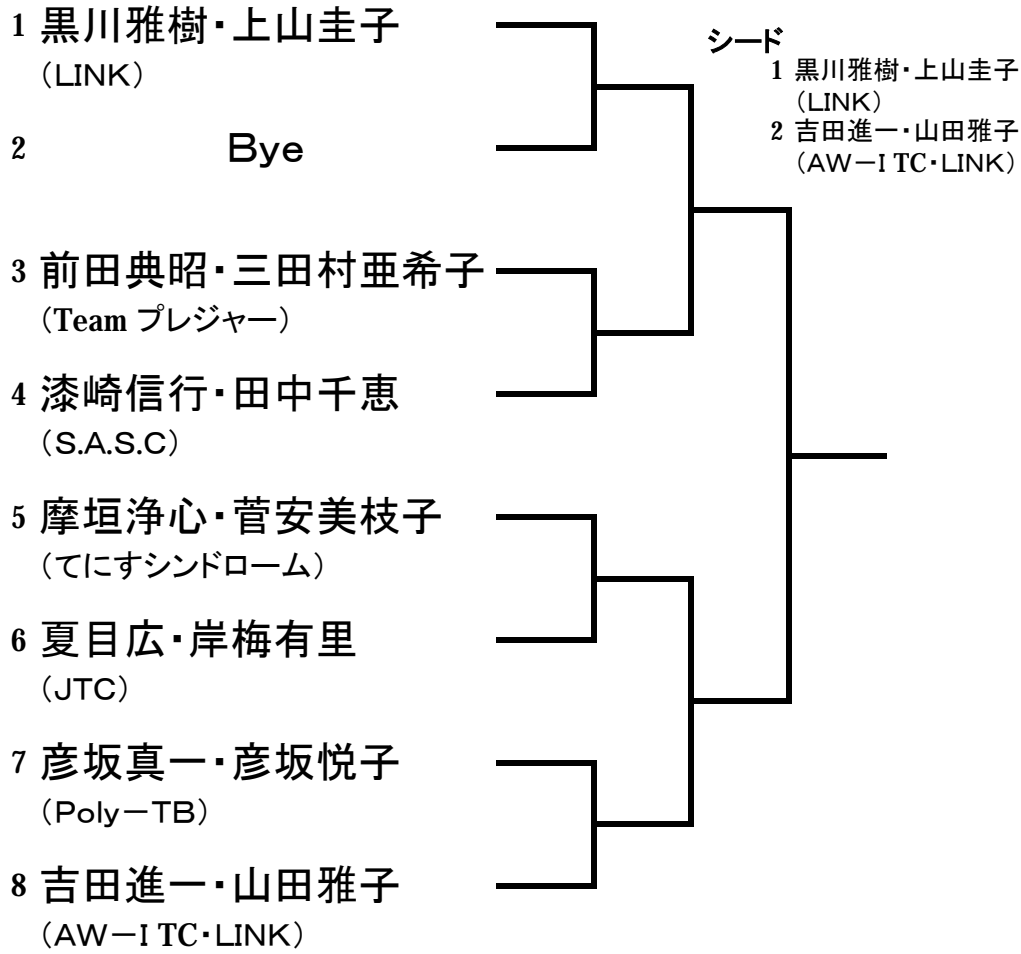 1 黒川雅樹・上山圭子
(LINK)
2 Bye
3 前田典昭・三田村亜希子
(Team プレジャー)
4 漆崎信行・田中千恵
(S.A.S.C)
5 摩垣浄心・菅安美枝子
(てにすシンドローム)
6 夏目広・岸梅有里
(JTC)
7 彦坂真一・彦坂悦子
(Poly－TB)
8 吉田進一・山田雅子
(AW－I TC・LINK)
シード
1 黒川雅樹・上山圭子
(LINK)
2 吉田進一・山田雅子
(AW－I TC・LINK)